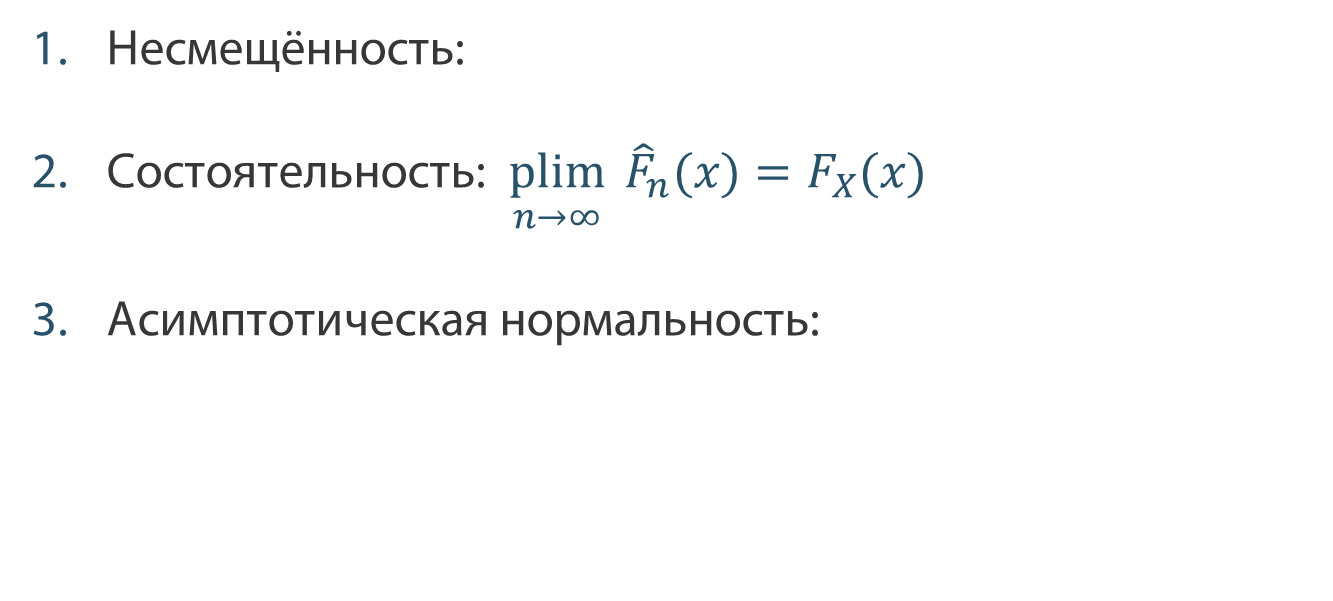 1. Несмещённость:
2. Состоятельность: plim F̂ₙ(x) = F_X(x)
n→∞
3. Асимптотическая нормальность: